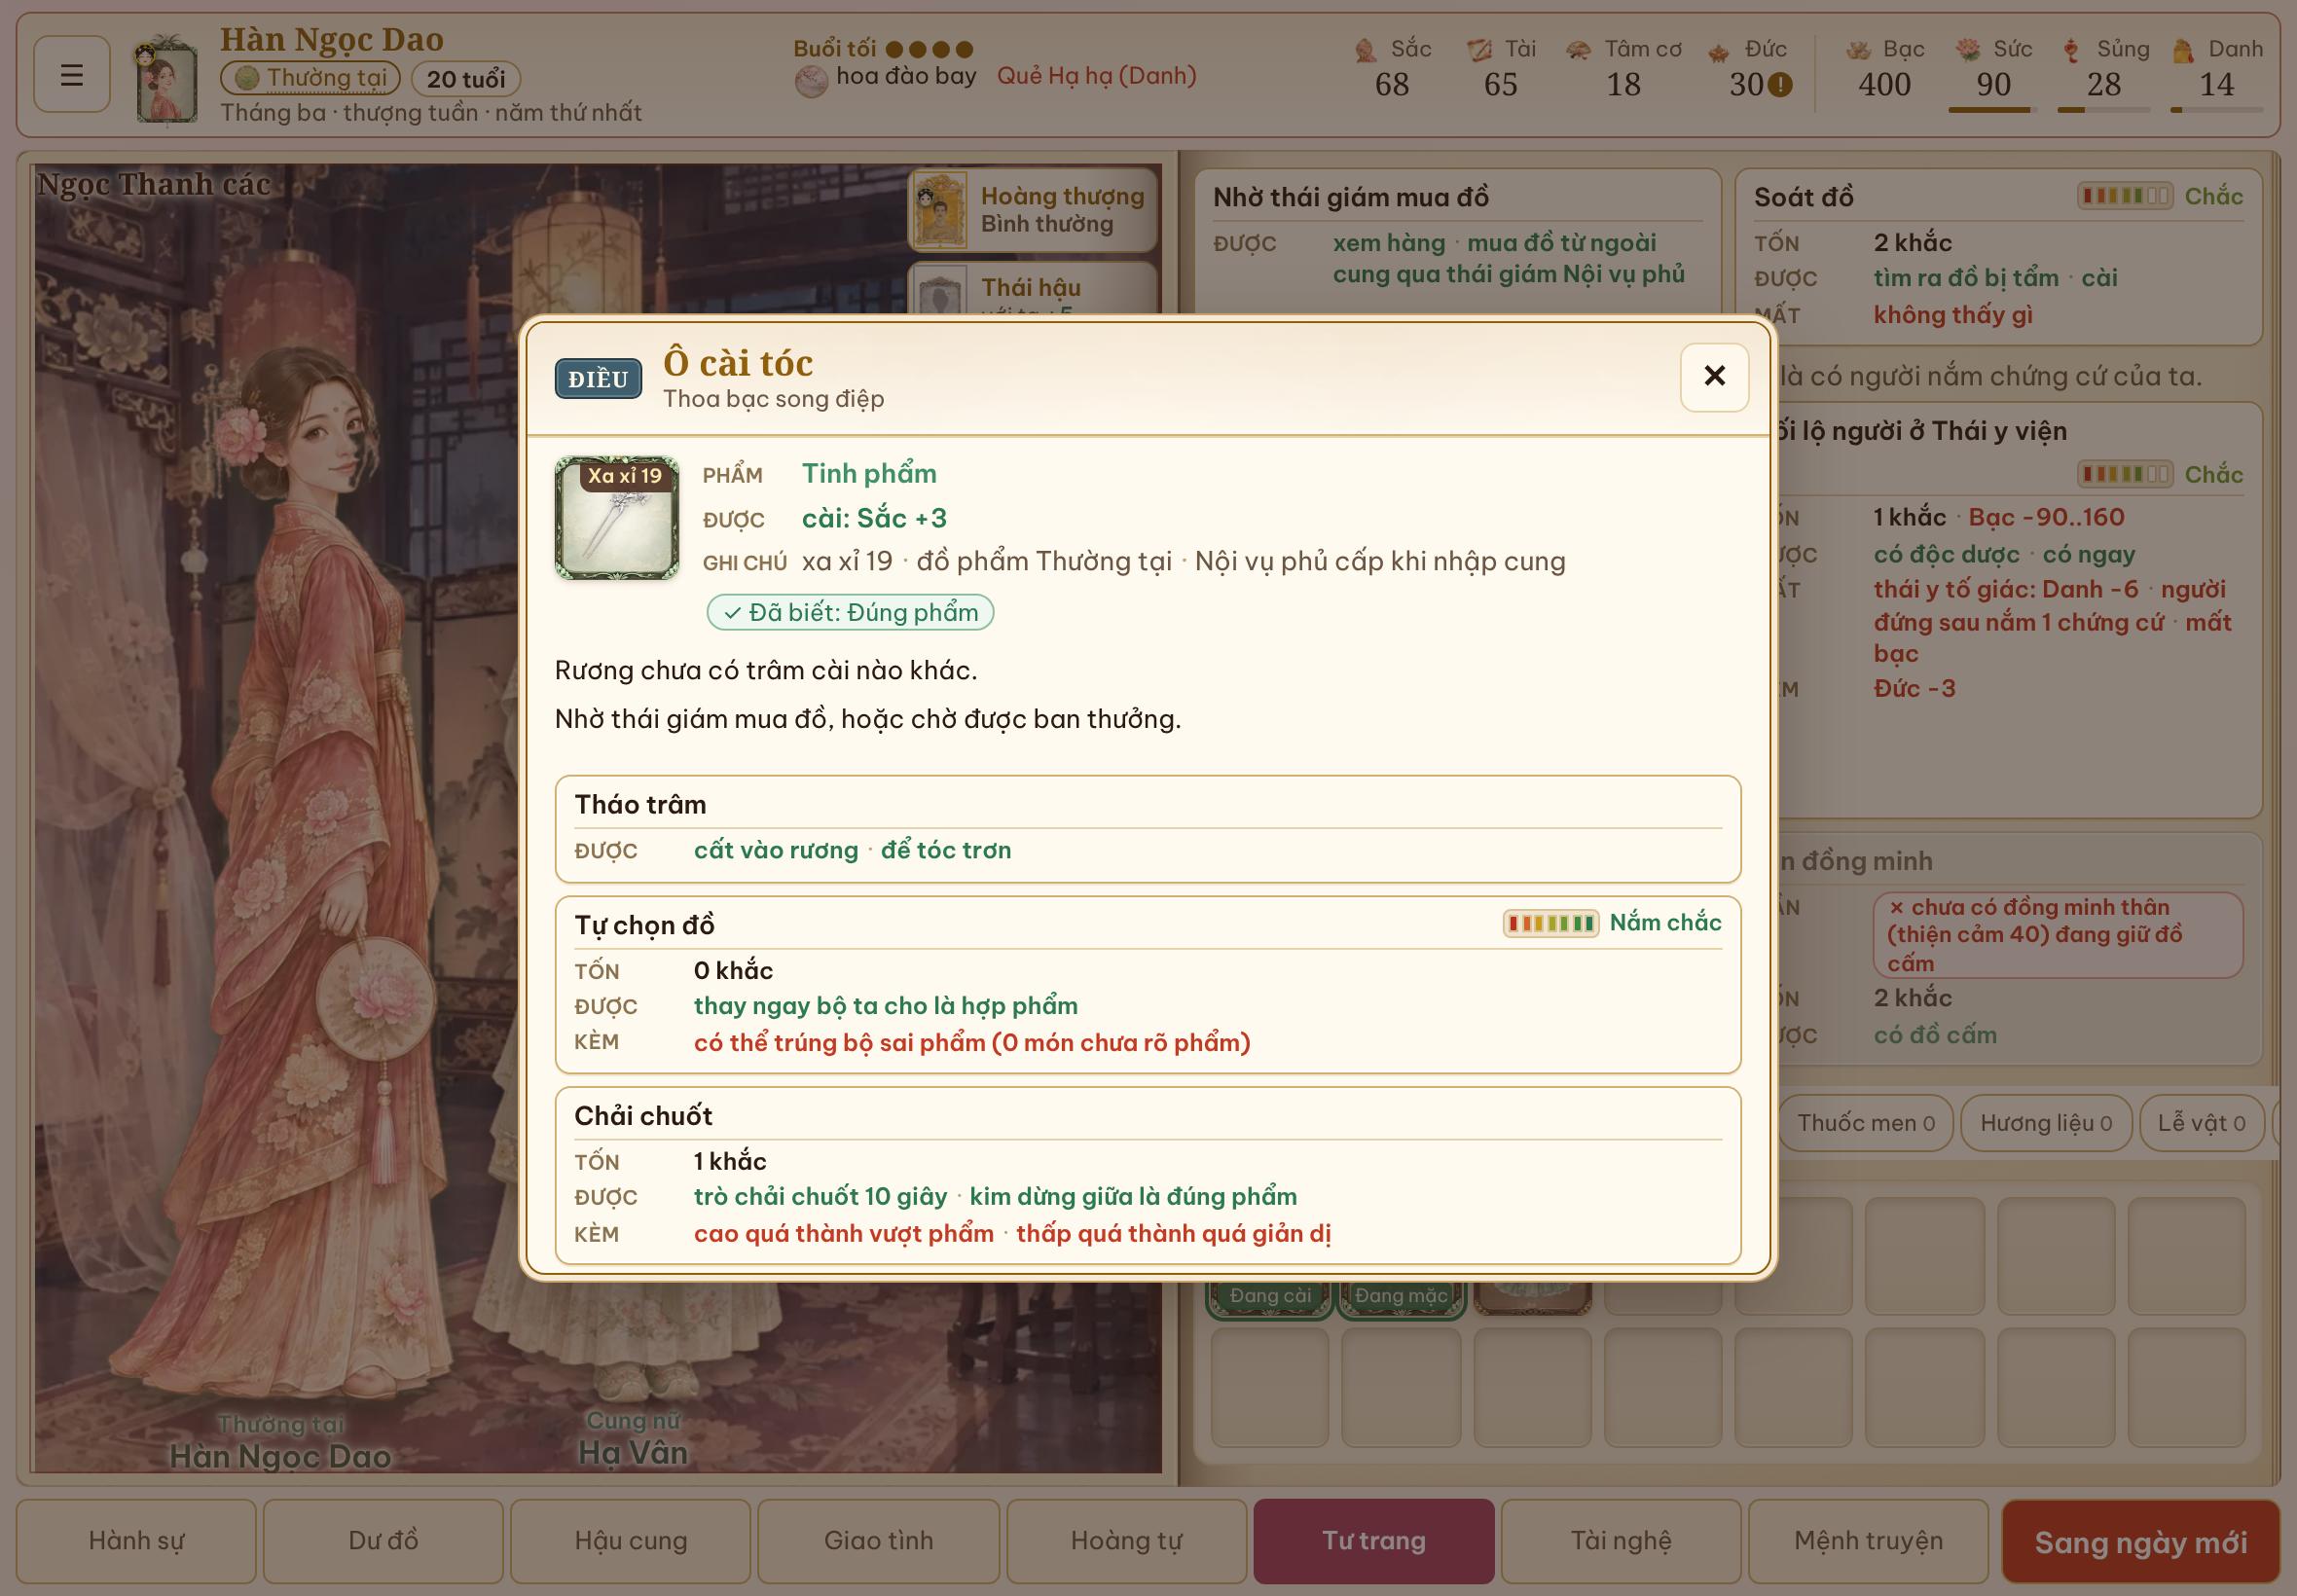 Hàn Ngọc Dao
Thường tại
20 tuổi
Tháng ba · thượng tuần · năm thứ nhất
Buổi tối
hoa đào bay
Quẻ Hạ hạ (Danh)
Sắc
68
Tài
65
Tâm cơ
18
Đức
30
Bạc
400
Sức
90
Sủng
28
Danh
14
Ngọc Thanh các
Hoàng thượng
Bình thường
Thái hậu
Nhờ thái giám mua đồ
ĐƯỢC xem hàng · mua đồ từ ngoài
cung qua thái giám Nội vụ phủ
Soát đồ
Chắc
TỐN 2 khắc
ĐƯỢC tìm ra đồ bị tẩm · cài
MẤT không thấy gì
là có người nắm chứng cứ của ta.
lộ người ở Thái y viện
Chắc
1 khắc · Bạc -90..160
có độc dược · có ngay
thái y tố giác: Danh -6 · người
đứng sau nắm 1 chứng cứ · mất
bạc
Đức -3
đồng minh
× chưa có đồng minh thân
(thiện cảm 40) đang giữ đồ
cấm
2 khắc
có đồ cấm
Thuốc men 0
Hương liệu 0
Lễ vật 0
ĐIỀU
Ô cài tóc
Thoa bạc song điệp
×
Xa xỉ 19
PHẨM Tinh phẩm
ĐƯỢC cài: Sắc +3
GHI CHÚ xa xỉ 19 · đồ phẩm Thường tại · Nội vụ phủ cấp khi nhập cung
✓ Đã biết: Đúng phẩm
Rương chưa có trâm cài nào khác.
Nhờ thái giám mua đồ, hoặc chờ được ban thưởng.
Tháo trâm
ĐƯỢC cất vào rương · để tóc trơn
Tự chọn đồ
Nắm chắc
TỐN 0 khắc
ĐƯỢC thay ngay bộ ta cho là hợp phẩm
KÈM có thể trúng bộ sai phẩm (0 món chưa rõ phẩm)
Chải chuốt
TỐN 1 khắc
ĐƯỢC trò chải chuốt 10 giây · kim dừng giữa là đúng phẩm
KÈM cao quá thành vượt phẩm · thấp quá thành quá giản dị
Đang cài
Đang mặc
Thường tại
Hàn Ngọc Dao
Cung nữ
Hạ Vân
Hành sự
Dư đồ
Hậu cung
Giao tình
Hoàng tự
Tư trang
Tài nghệ
Mệnh truyện
Sang ngày mới